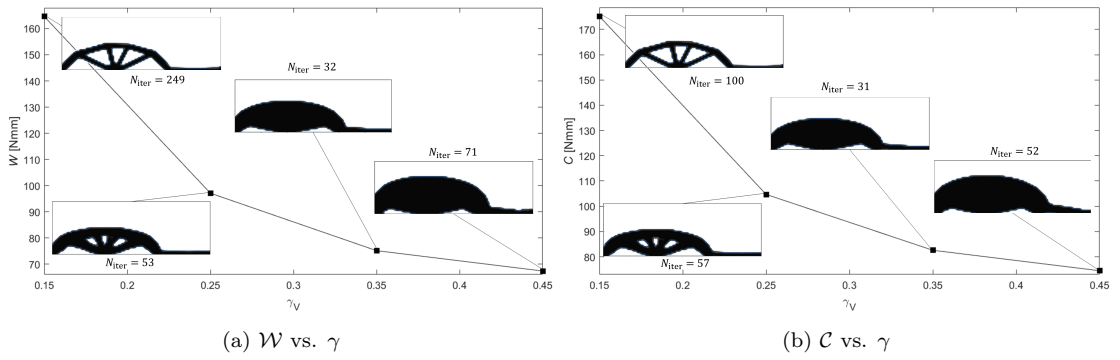 160
150
140
130
120
110
100
90
80
70
W [Nmm]
N_iter = 249
N_iter = 32
N_iter = 71
N_iter = 53
0.15 0.2 0.25 0.3 0.35 0.4 0.45
γ_V
(a) 𝒲 vs. γ
170
160
150
140
130
120
110
100
90
80
C [Nmm]
N_iter = 100
N_iter = 31
N_iter = 52
N_iter = 57
0.15 0.2 0.25 0.3 0.35 0.4 0.45
γ_V
(b) 𝒞 vs. γ